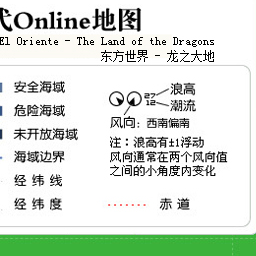 代Online地图
El Oriente - The Land of the Dragons
东方世界 - 龙之大地
安全海域
危险海域
未开放海域
海域边界
经 纬 线
经 纬 度
27 浪高
12 潮流
风向：西南偏南
注：浪高有±1浮动
风向通常在两个风向值
之间的小角度内变化
赤 道